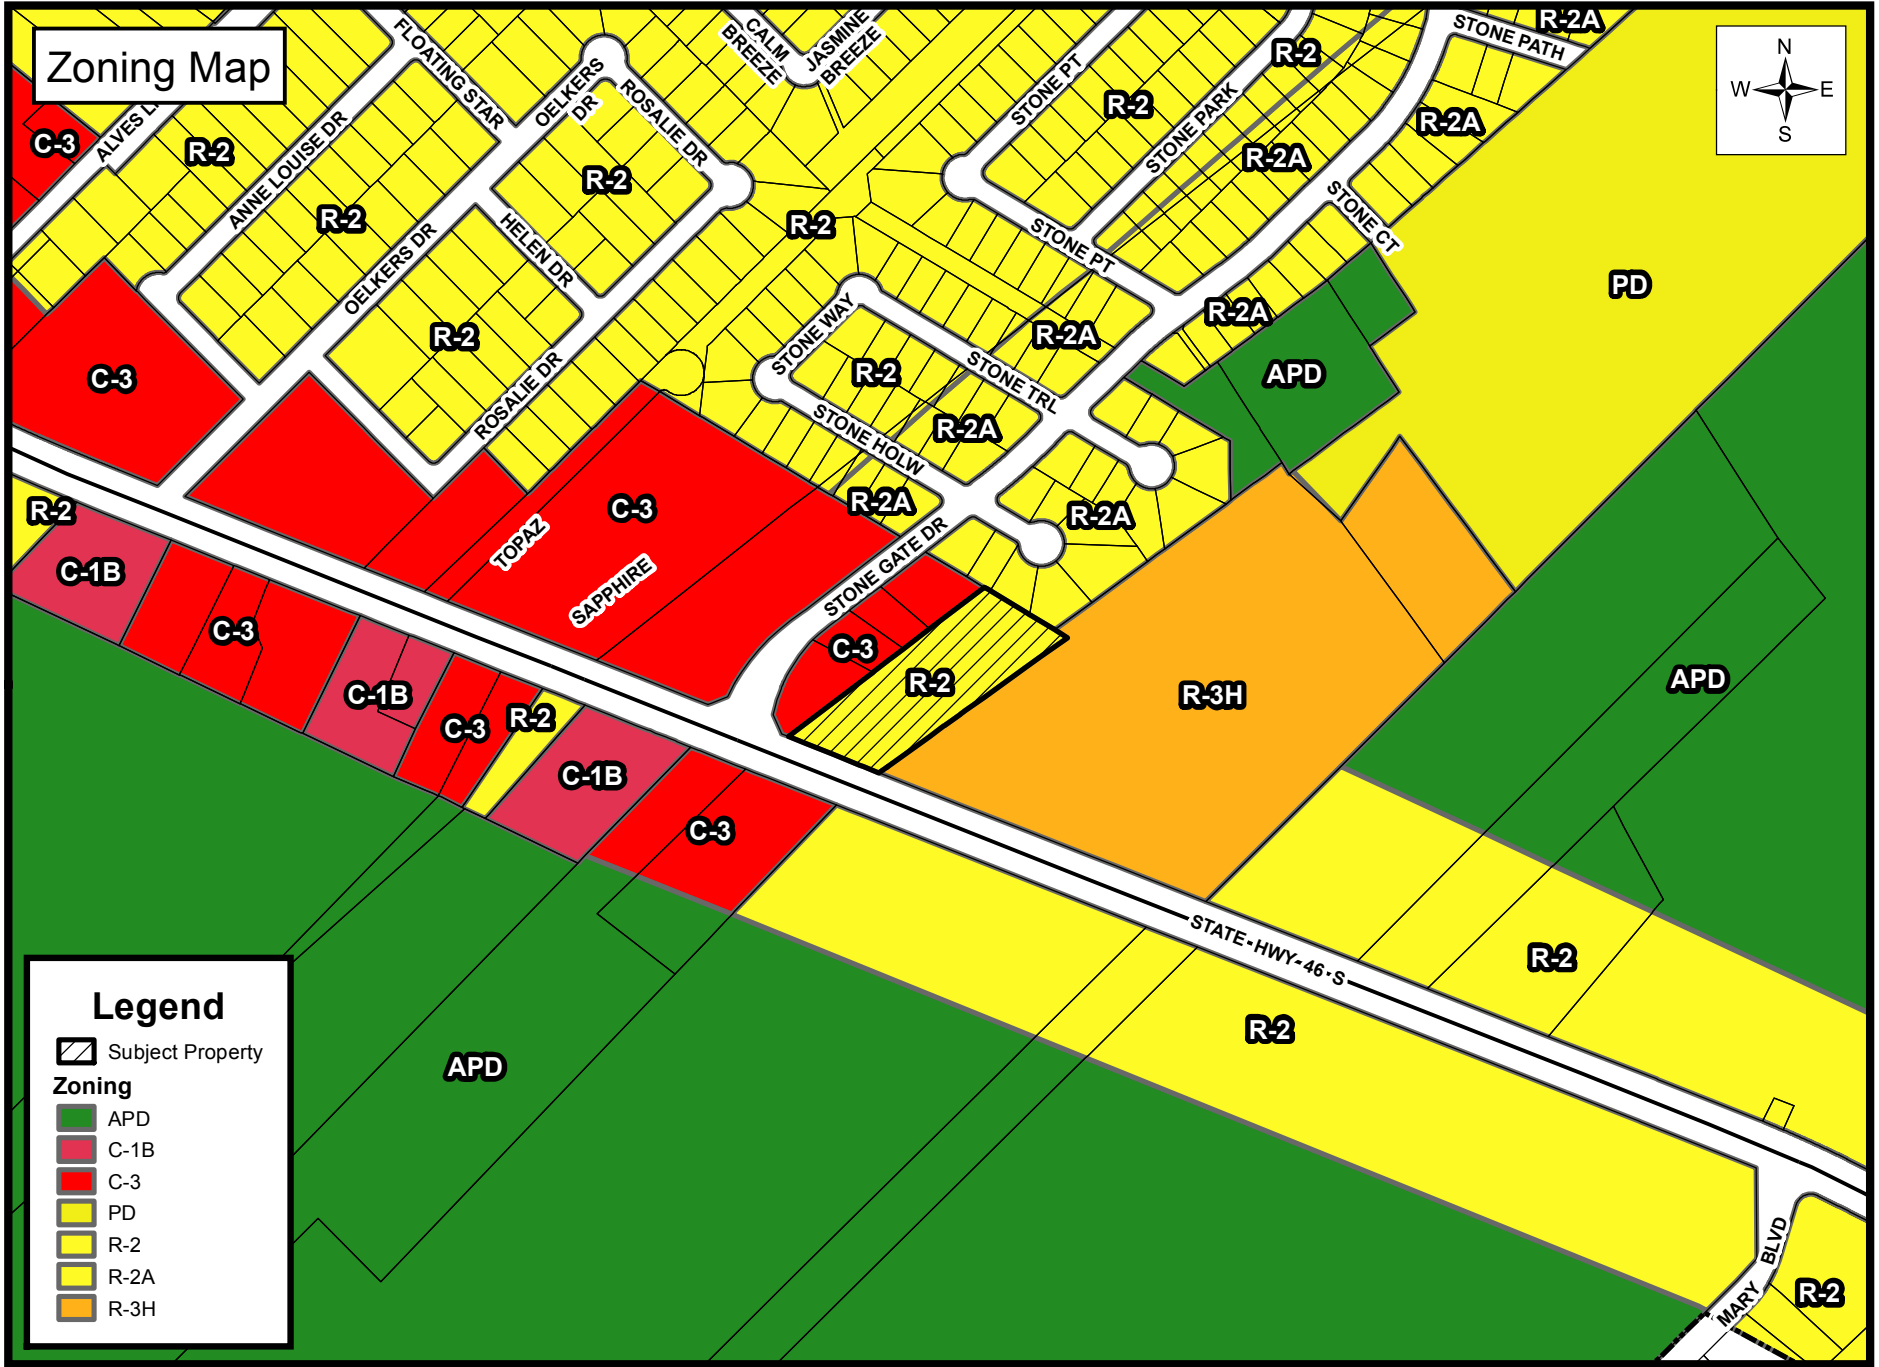 Zoning Map
N
W E
S
CALM
BREEZE
JASMINE
BREEZE
FLOATING STAR
OELKERS
DR
ROSALIE DR
STONE PT
R-2
STONE PATH
R-2A
C-3
R-2
ANNE LOUISE DR
R-2
R-2
STONE PARK
R-2A
R-2A
R-2
HELEN DR
R-2
STONE PT
STONE CT
OELKERS DR
R-2
PD
C-3
ROSALIE DR
STONE WAY
R-2
STONE TRL
R-2A
R-2A
APD
STONE HOLW
R-2A
R-2
C-1B
TOPAZ
C-3
SAPPHIRE
R-2A
STONE GATE DR
R-2A
C-3
C-1B
C-3
R-2
C-3
R-2
R-3H
APD
C-1B
C-3
STATE-HWY-46-S
R-2
R-2
APD
MARY BLVD
R-2
Legend
Subject Property
Zoning
APD
C-1B
C-3
PD
R-2
R-2A
R-3H